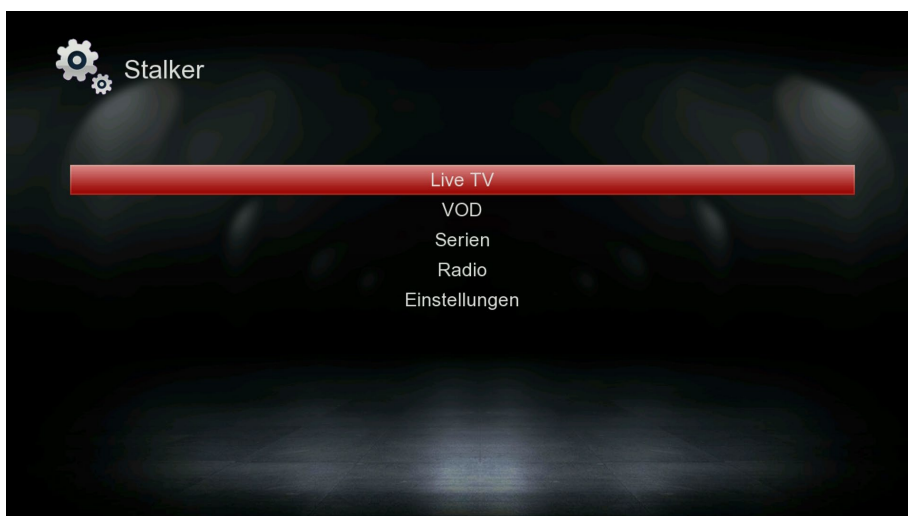 Stalker
Live TV
VOD
Serien
Radio
Einstellungen